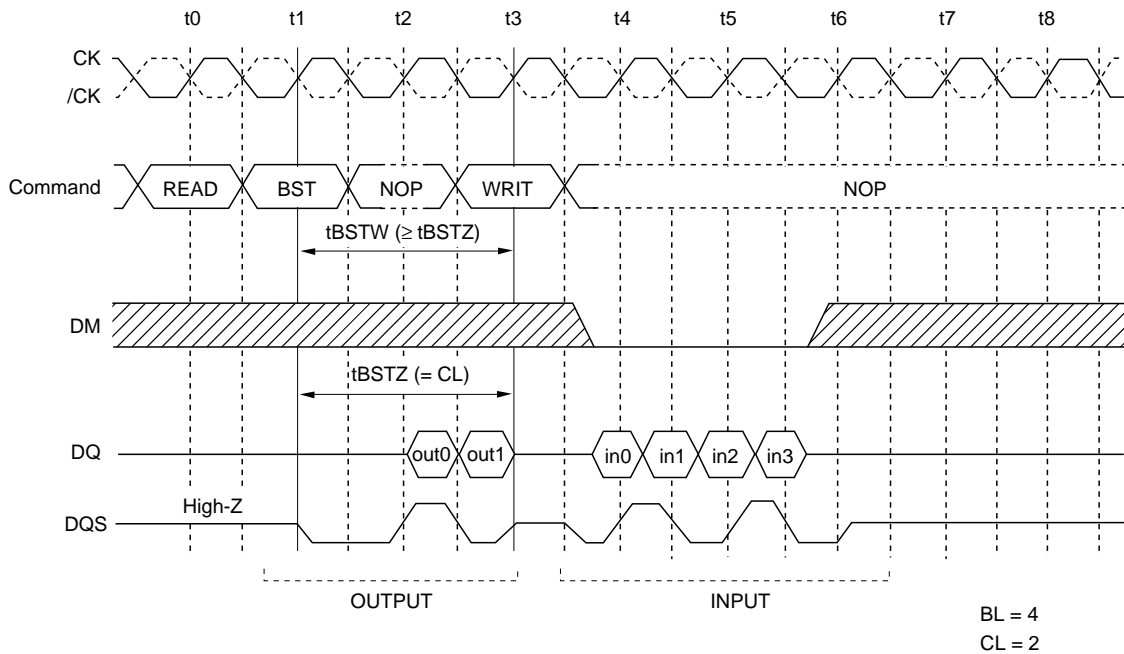 t0 t1 t2 t3 t4 t5 t6 t7 t8
CK
/CK
Command READ BST NOP WRIT NOP
tBSTW (≥ tBSTZ)
DM
tBSTZ (= CL)
DQ out0 out1 in0 in1 in2 in3
High-Z
DQS
OUTPUT INPUT
BL = 4
CL = 2